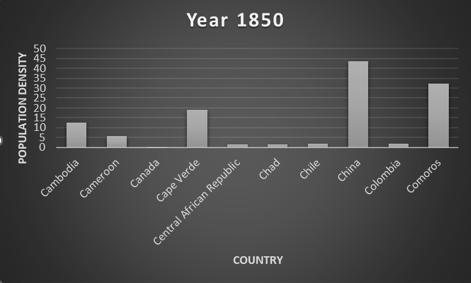 Year 1850
POPULATION DENSITY
50
45
40
35
30
25
20
15
10
5
0
Cambodia
Cameroon
Canada
Cape Verde
Central African Republic
Chad
Chile
China
Colombia
Comoros
COUNTRY